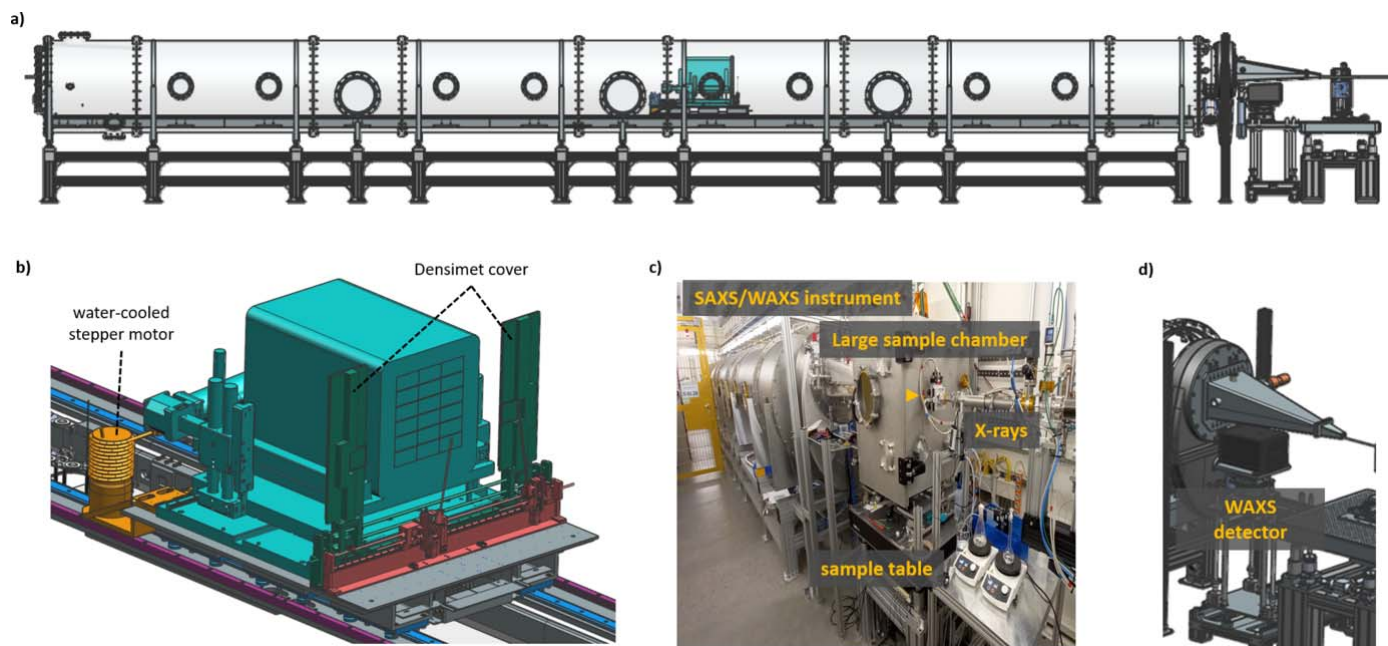 a)
b)
Densimet cover
water-cooled
stepper motor
c)
SAXS/WAXS instrument
Large sample chamber
X-rays
sample table
d)
WAXS
detector